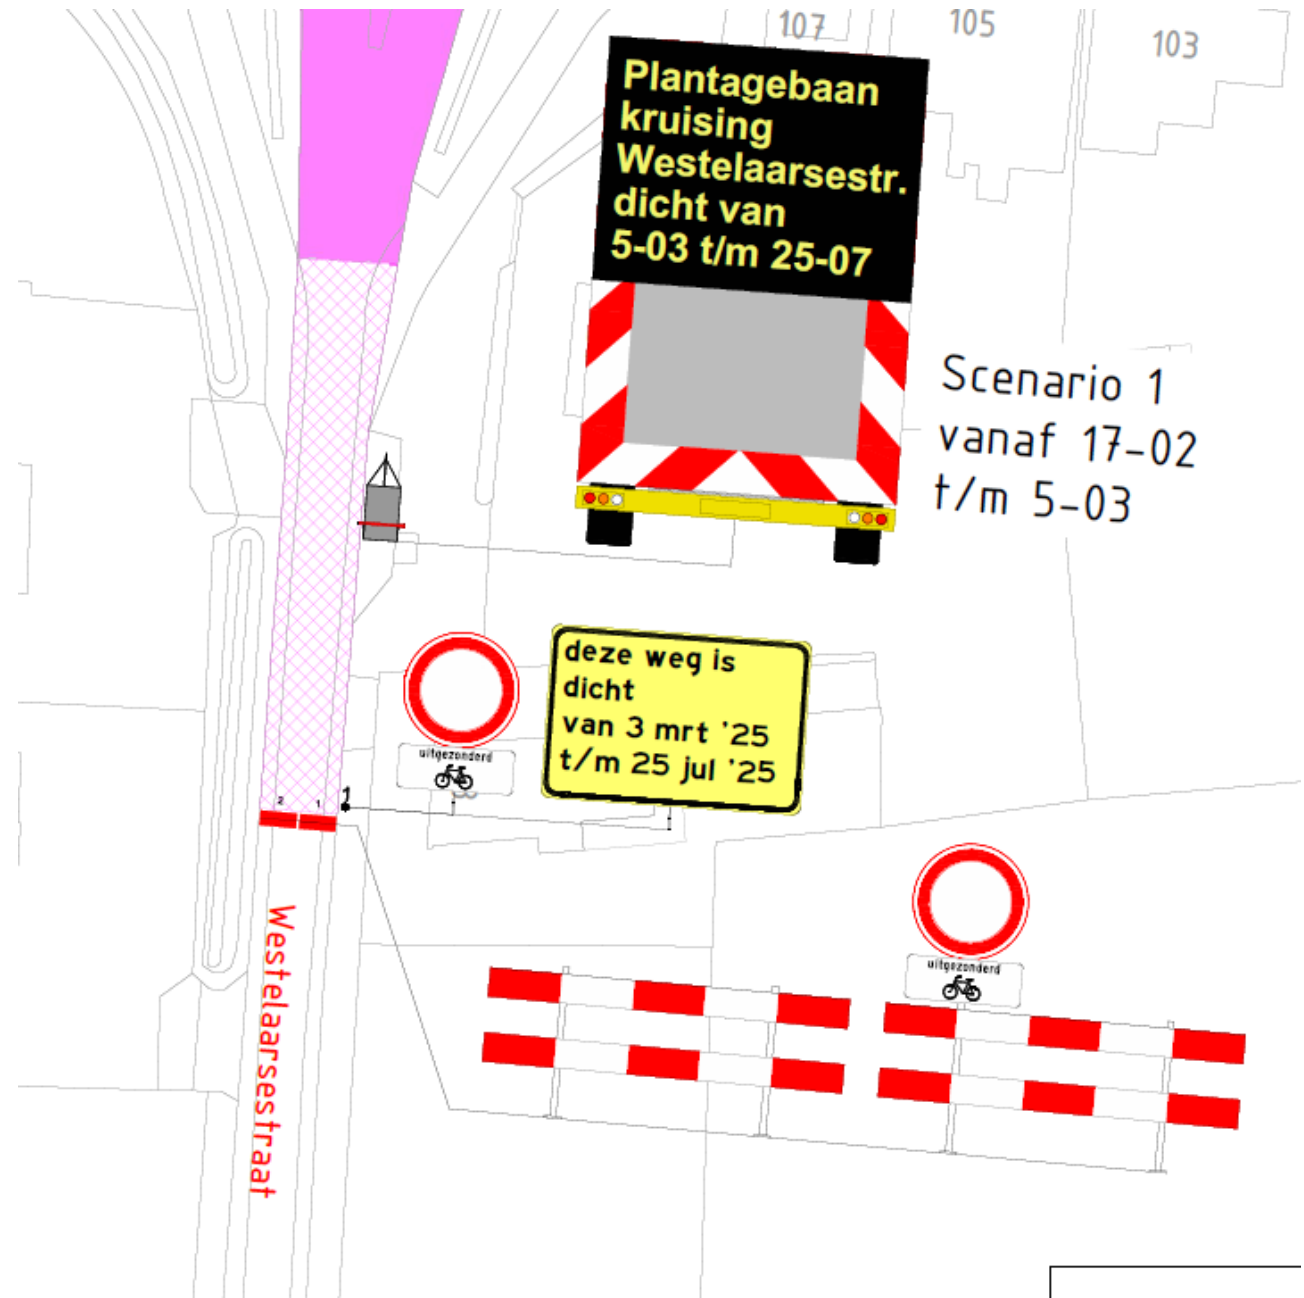 107
105
103
Plantagebaan
kruising
Westelaarsestr.
dicht van
5-03 t/m 25-07
Scenario 1
vanaf 17-02
t/m 5-03
deze weg is
dicht
van 3 mrt '25
t/m 25 jul '25
uitgezonderd
2
1
1
uitgezonderd
Westelaarsestraat